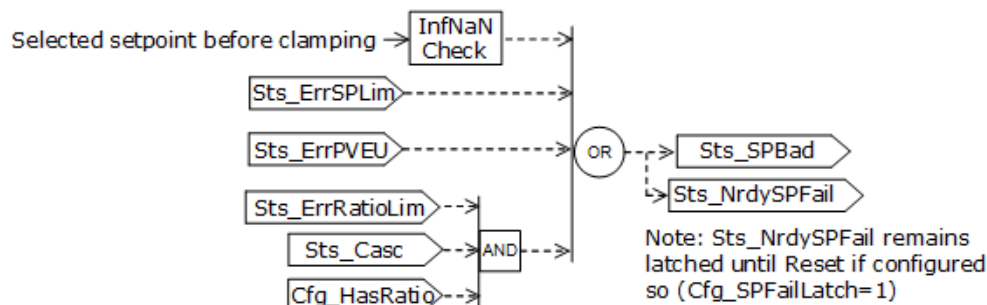 InfNaN
Selected setpoint before clamping
Check
Sts_ErrSPLim
Sts_ErrPVEU
OR
Sts_SPBad
Sts_NrdySPFail
Sts_ErrRatioLim
Sts_Casc
AND
Cfg_HasRatio
Note: Sts_NrdySPFail remains
latched until Reset if configured
so (Cfg_SPFailLatch=1)